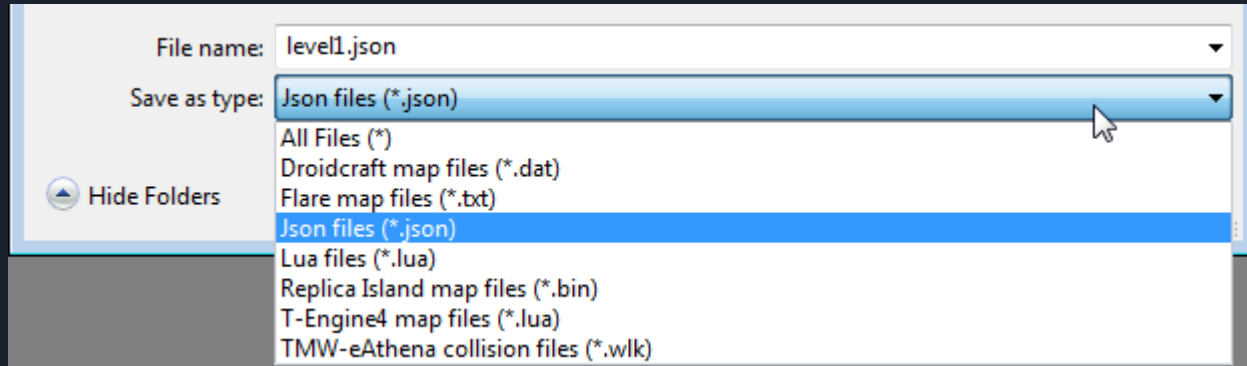 File name: level1.json
Save as type: Json files (*.json)
All Files (*)
Droidcraft map files (*.dat)
Flare map files (*.txt)
Hide Folders
Json files (*.json)
Lua files (*.lua)
Replica Island map files (*.bin)
T-Engine4 map files (*.lua)
TMW-eAthena collision files (*.wlk)